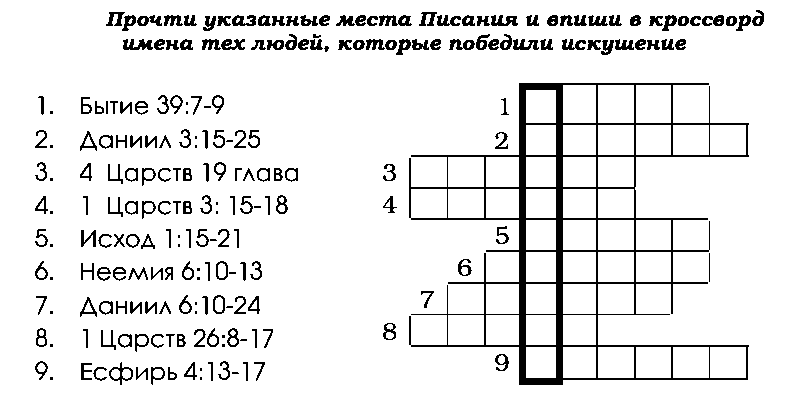 Прочти указанные места Писания и впиши в кроссворд
имена тех людей, которые победили искушение
1. Бытие 39:7-9
2. Даниил 3:15-25
3. 4 Царств 19 глава
4. 1 Царств 3: 15-18
5. Исход 1:15-21
6. Неемия 6:10-13
7. Даниил 6:10-24
8. 1 Царств 26:8-17
9. Есфирь 4:13-17
1
2
3
4
5
6
7
8
9